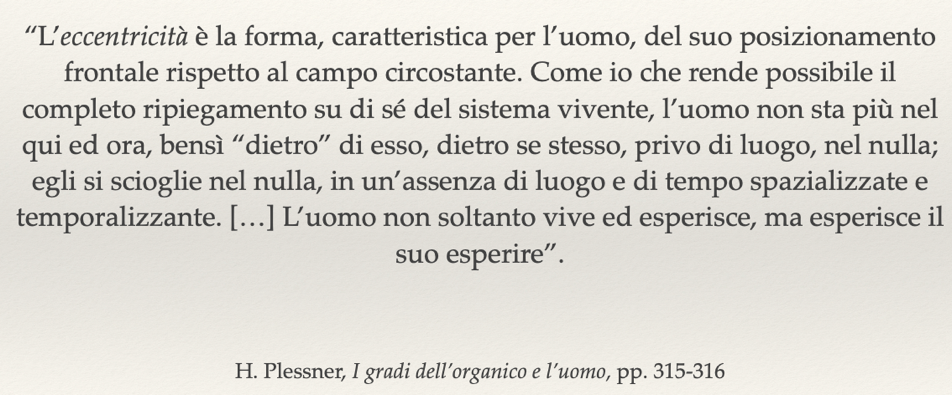 “L’eccentricità è la forma, caratteristica per l’uomo, del suo posizionamento
frontale rispetto al campo circostante. Come io che rende possibile il
completo ripiegamento su di sé del sistema vivente, l’uomo non sta più nel
qui ed ora, bensì “dietro” di esso, dietro se stesso, privo di luogo, nel nulla;
egli si scioglie nel nulla, in un’assenza di luogo e di tempo spazializzate e
temporalizzante. […] L’uomo non soltanto vive ed esperisce, ma esperisce il
suo esperire”.
H. Plessner, I gradi dell’organico e l’uomo, pp. 315-316